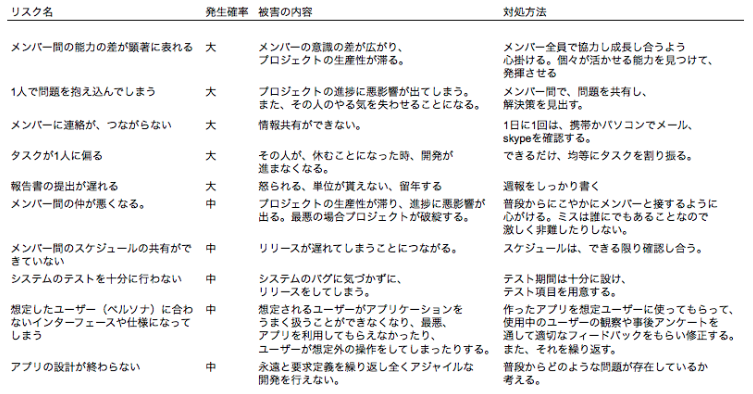 リスク名 発生確率 被害の内容 対処方法
メンバー間の能力の差が顕著に表れる 大 メンバーの意識の差が広がり、 メンバー全員で協力し成長し合うよう
プロジェクトの生産性が滞る。 心掛ける。個々が活かせる能力を見つけて、
発揮させる
1人で問題を抱え込んでしまう 大 プロジェクトの進捗に悪影響が出てしまう。 メンバー間で、問題を共有し、
また、その人のやる気を失わせることになる。 解決策を見出す。
メンバーに連絡が、つながらない 大 情報共有ができない。 1日に1回は、携帯かパソコンでメール、
skypeを確認する。
タスクが1人に偏る 大 その人が、休むことになった時、開発が できるだけ、均等にタスクを割り振る。
進まなくなる。
報告書の提出が遅れる 大 怒られる、単位が貰えない、留年する 週報をしっかり書く
メンバー間の仲が悪くなる。 中 プロジェクトの生産性が滞り、進捗に悪影響が 普段からにこやかにメンバーと接するように
出る。最悪の場合プロジェクトが破綻する。 心がける。ミスは誰にでもあることなので
激しく非難したりしない。
メンバー間のスケジュールの共有がで 中 リリースが遅れてしまうことにつながる。 スケジュールは、できる限り確認し合う。
きていない
システムのテストを十分に行わない 中 システムのバグに気づかずに、 テスト期間は十分に設け、
リリースをしてしまう。 テスト項目を用意する。
想定したユーザー（ペルソナ）に合わ 中 想定されるユーザーがアプリケーションを 作ったアプリを想定ユーザーに使ってもらって、
ないインターフェースや仕様になって うまく扱うことができなくなり、最悪、 使用中のユーザーの観察や事後アンケートを
しまう アプリを利用してもらえなかったり、 通して適切なフィードバックをもらい修正する。
ユーザーが想定外の操作をしてしまったりする。 また、それを繰り返す。
アプリの設計が終わらない 中 永遠と要求定義を繰り返し全くアジャイルな 普段からどのような問題が存在しているか
開発を行えない。 考える。